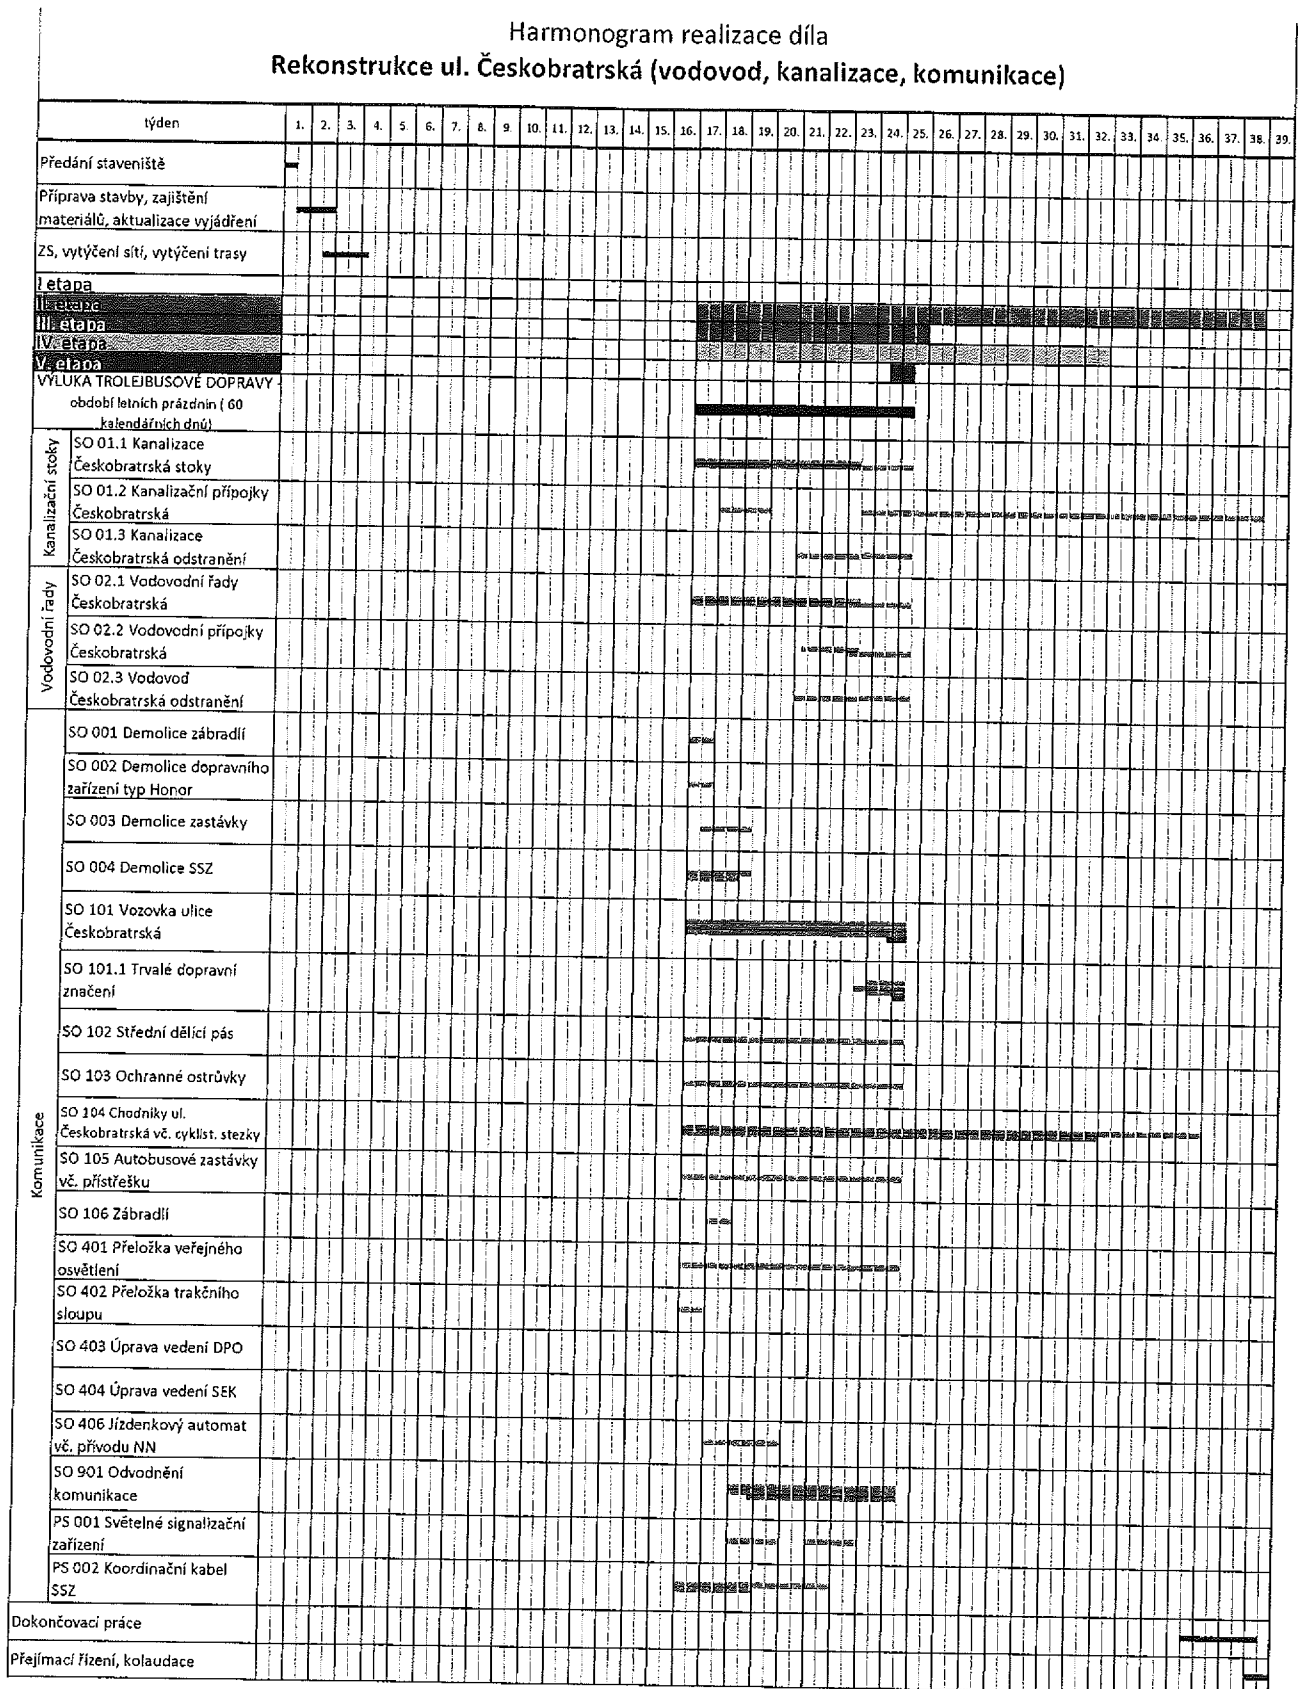 Harmonogram realizace díla
Rekonstrukce ul. Českobratrská (vodovod, kanalizace, komunikace)
týden 1. 2. 3. 4. 5. 6. 7. 8. 9. 10. 11. 12. 13. 14. 15. 16. 17. 18. 19. 20. 21. 22. 23. 24. 25. 26. 27. 28. 29. 30. 31. 32. 33. 34. 35. 36. 37. 38. 39.
Předání staveniště
Příprava stavby, zajištění
materiálů, aktualizace vyjádření
ZS, vytýčení sítí, vytýčení trasy
I etapa
II. etapa
III. etapa
IV. etapa
V. etapa
VÝLUKA TROLEJBUSOVÉ DOPRAVY -
období letních prázdnin ( 60
kalendářních dnů)
Kanalizační stoky
SO 01.1 Kanalizace
Českobratrská stoky
SO 01.2 Kanalizační přípojky
Českobratrská
SO 01.3 Kanalizace
Českobratrská odstranění
Vodovodní řady
SO 02.1 Vodovodní řady
Českobratrská
SO 02.2 Vodovodní přípojky
Českobratrská
SO 02.3 Vodovod
Českobratrská odstranění
Komunikace
SO 001 Demolice zábradlí
SO 002 Demolice dopravního
zařízení typ Honor
SO 003 Demolice zastávky
SO 004 Demolice SSZ
SO 101 Vozovka ulice
Českobratrská
SO 101.1 Trvalé dopravní
značení
SO 102 Střední dělící pás
SO 103 Ochranné ostrůvky
SO 104 Chodníky ul.
Českobratrská vč. cyklist. stezky
SO 105 Autobusové zastávky
vč. přístřešku
SO 106 Zábradlí
SO 401 Přeložka veřejného
osvětlení
SO 402 Přeložka trakčního
sloupu
SO 403 Úprava vedení DPO
SO 404 Úprava vedení SEK
SO 406 Jízdenkový automat
vč. přívodu NN
SO 901 Odvodnění
komunikace
PS 001 Světelné signalizační
zařízení
PS 002 Koordinační kabel
SSZ
Dokončovací práce
Přejímací řízení, kolaudace